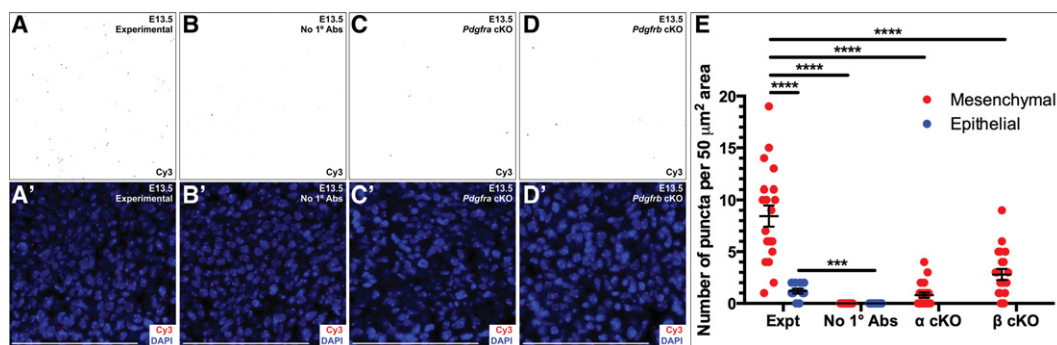 A
E13.5
Experimental
Cy3
B
E13.5
No 1° Abs
Cy3
C
E13.5
Pdgfra cKO
Cy3
D
E13.5
Pdgfrb cKO
Cy3
A'
E13.5
Experimental
Cy3
DAPI
B'
E13.5
No 1° Abs
Cy3
DAPI
C'
E13.5
Pdgfra cKO
Cy3
DAPI
D'
E13.5
Pdgfrb cKO
Cy3
DAPI
E
Number of puncta per 50 μm² area
20
15
10
5
0
****
****
****
****
***
Mesenchymal
Epithelial
Expt
No 1° Abs
α cKO
β cKO